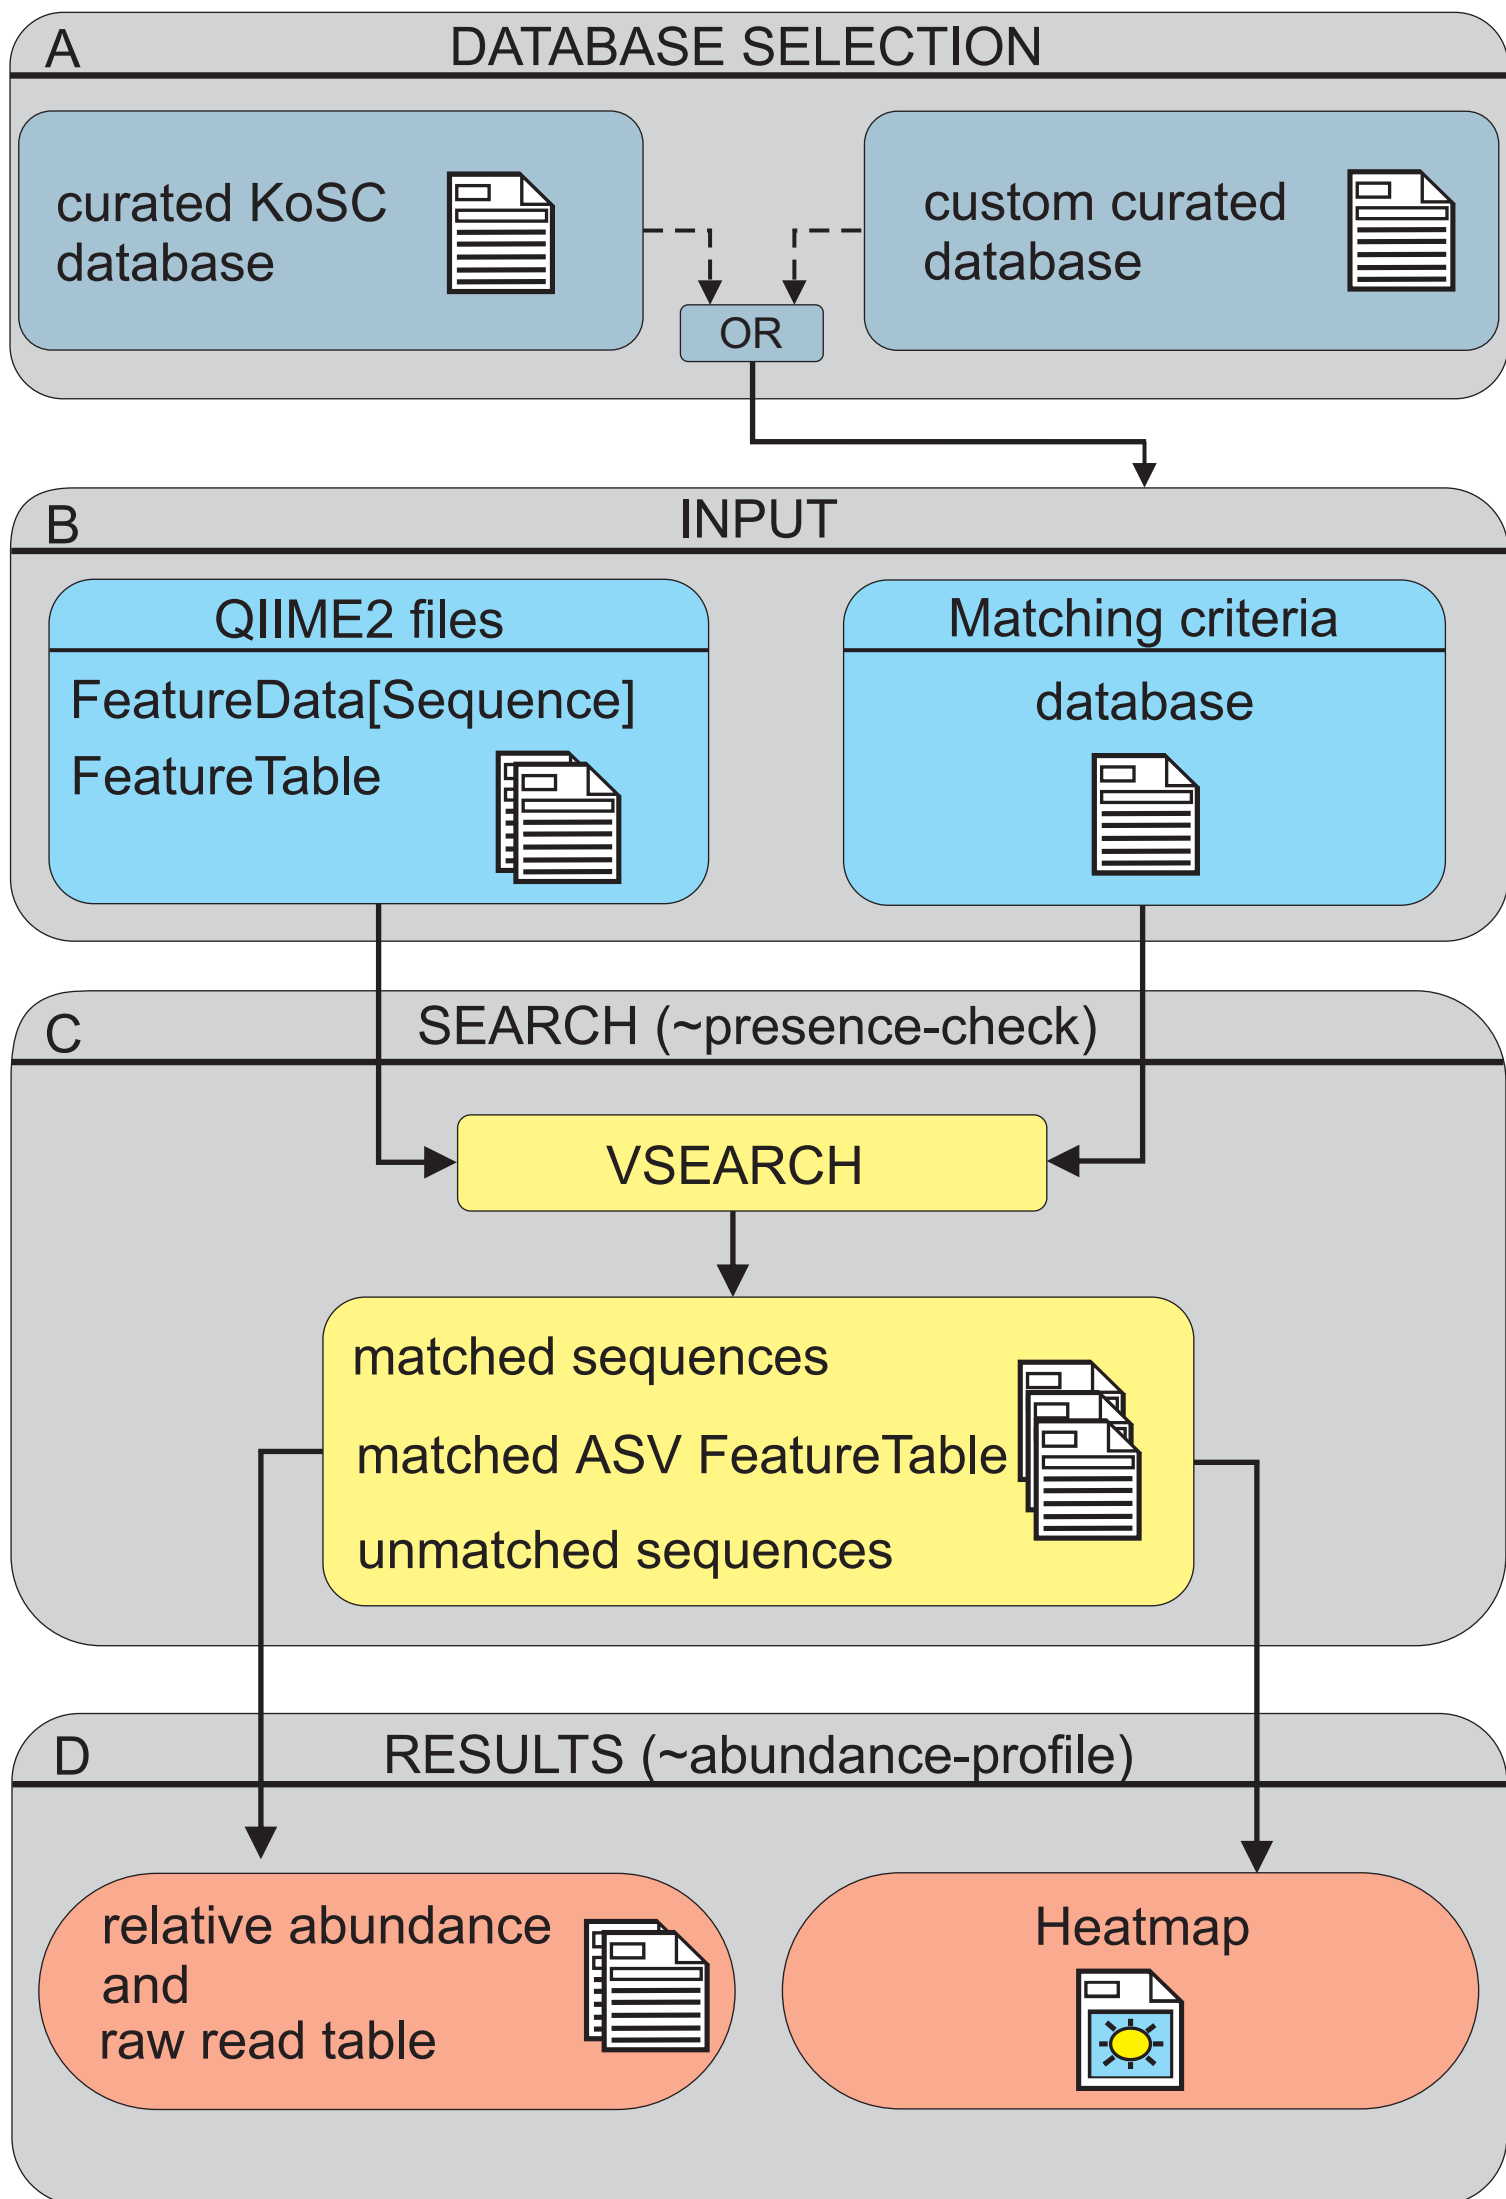 A
DATABASE SELECTION
curated KoSC
database
custom curated
database
OR
B
INPUT
QIIME2 files
FeatureData[Sequence]
FeatureTable
Matching criteria
database
C
SEARCH (~presence-check)
VSEARCH
matched sequences
matched ASV FeatureTable
unmatched sequences
D
RESULTS (~abundance-profile)
relative abundance
and
raw read table
Heatmap